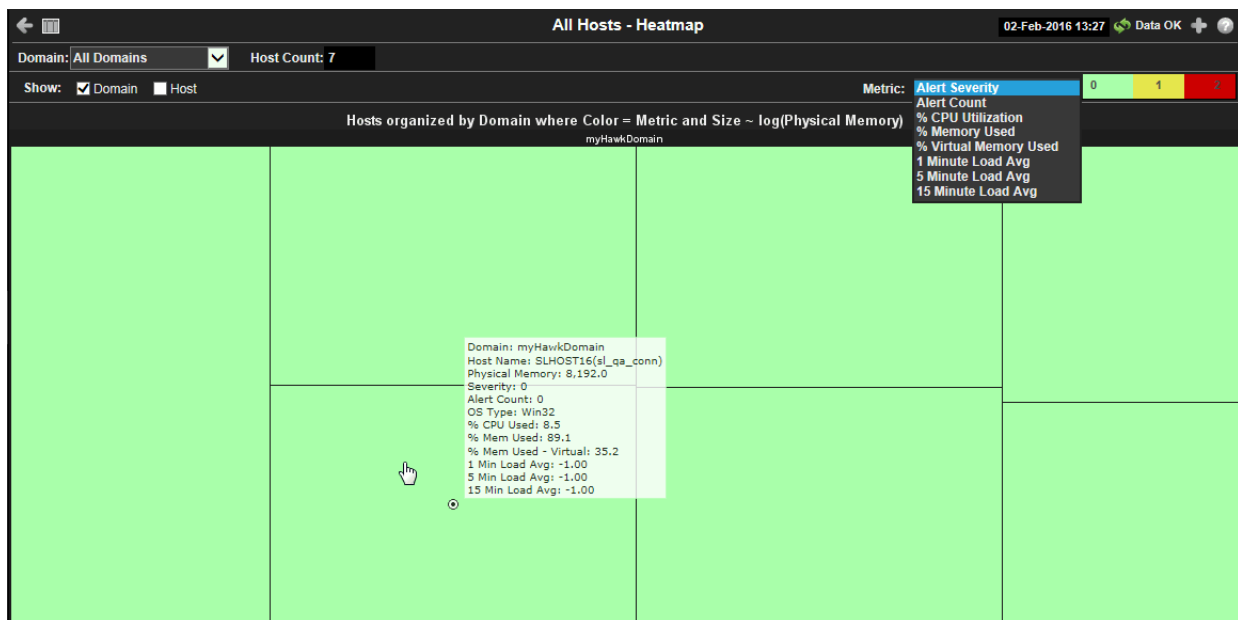 All Hosts - Heatmap
02-Feb-2016 13:27 Data OK
Domain: All Domains Host Count: 7
Show: Domain Host Metric: Alert Severity 0 1 2
Alert Count
% CPU Utilization
% Memory Used
% Virtual Memory Used
1 Minute Load Avg
5 Minute Load Avg
15 Minute Load Avg
Hosts organized by Domain where Color = Metric and Size ~ log(Physical Memory)
myHawkDomain
Domain: myHawkDomain
Host Name: SLHOST16(sl_qa_conn)
Physical Memory: 8,192.0
Severity: 0
Alert Count: 0
OS Type: Win32
% CPU Used: 8.5
% Mem Used: 89.1
% Mem Used - Virtual: 35.2
1 Min Load Avg: -1.00
5 Min Load Avg: -1.00
15 Min Load Avg: -1.00